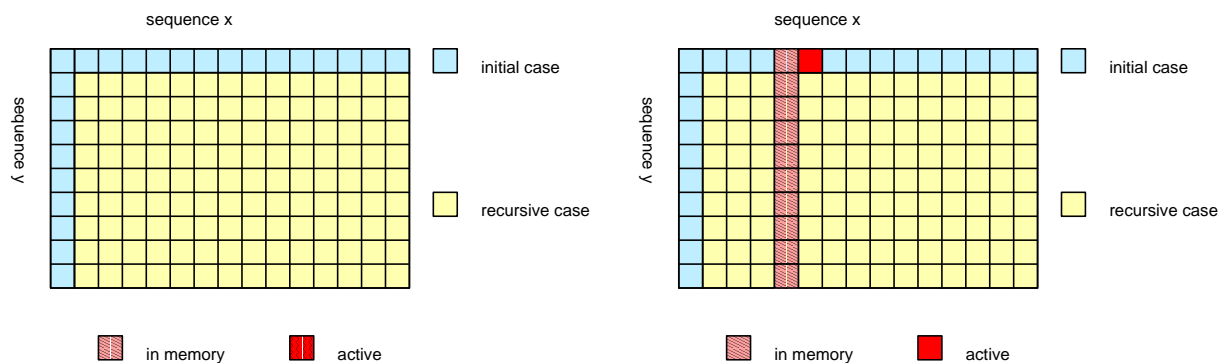 sequence x
sequence y
initial case
recursive case
in memory
active
sequence x
sequence y
initial case
recursive case
in memory
active